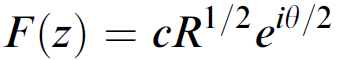 F(z) = cR^{1/2}e^{iθ/2}